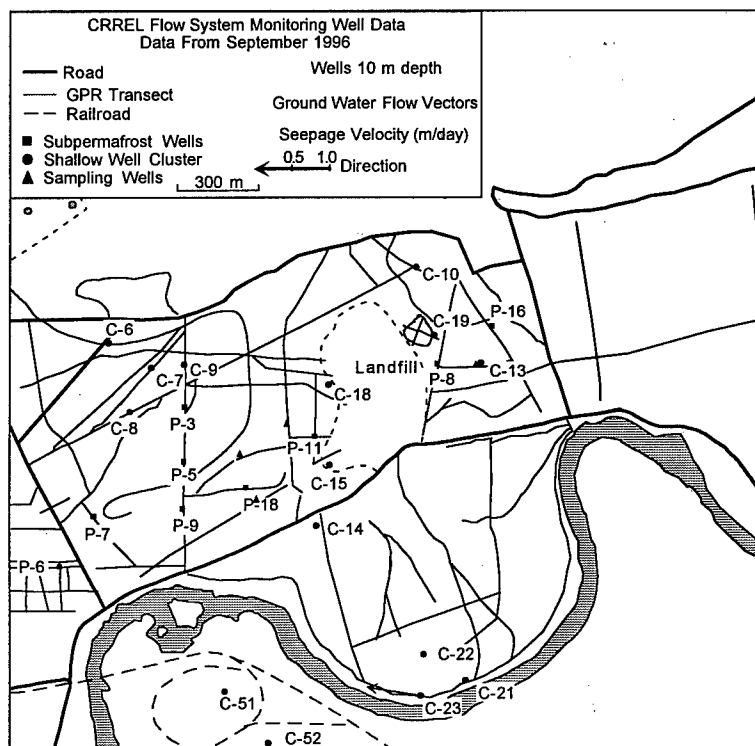 CRREL Flow System Monitoring Well Data
Data From September 1996
Road
Wells 10 m depth
GPR Transect
Ground Water Flow Vectors
Railroad
Seepage Velocity (m/day)
Subpermafrost Wells
0.5 1.0
Shallow Well Cluster
Direction
Sampling Wells
300 m
C-10
P-16
C-6
C-19
Landfill
C-9
C-7
P-8
C-13
C-18
P-3
C-8
P-11
P-5
C-15
P-18
P-9
C-14
P-7
P-6
C-22
C-21
C-51
C-23
C-52